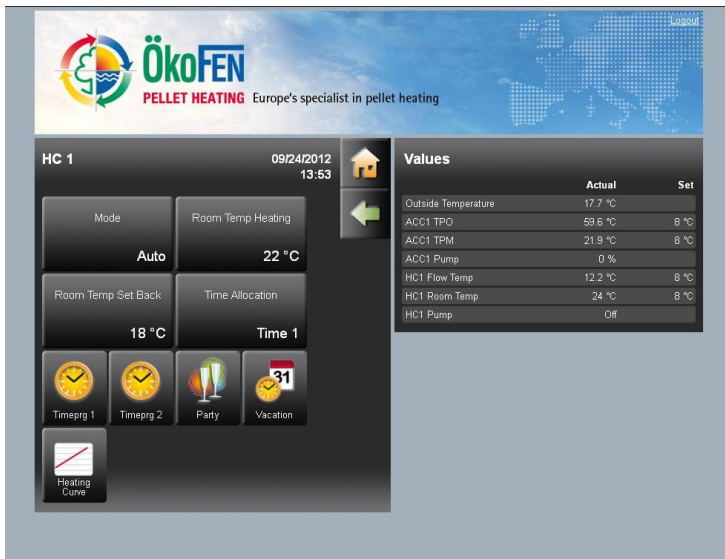 Logout
ÖkoFEN
PELLET HEATING Europe's specialist in pellet heating
HC 1
09/24/2012
13:53
Mode
Auto
Room Temp Heating
22 °C
Room Temp Set Back
18 °C
Time Allocation
Time 1
Timeprg 1
Timeprg 2
Party
31
Vacation
Heating
Curve
Values
Actual Set
Outside Temperature 17.7 °C
ACC1 TPO 59.6 °C 8 °C
ACC1 TPM 21.9 °C 8 °C
ACC1 Pump 0 %
HC1 Flow Temp 12.2 °C 8 °C
HC1 Room Temp 24 °C 8 °C
HC1 Pump Off